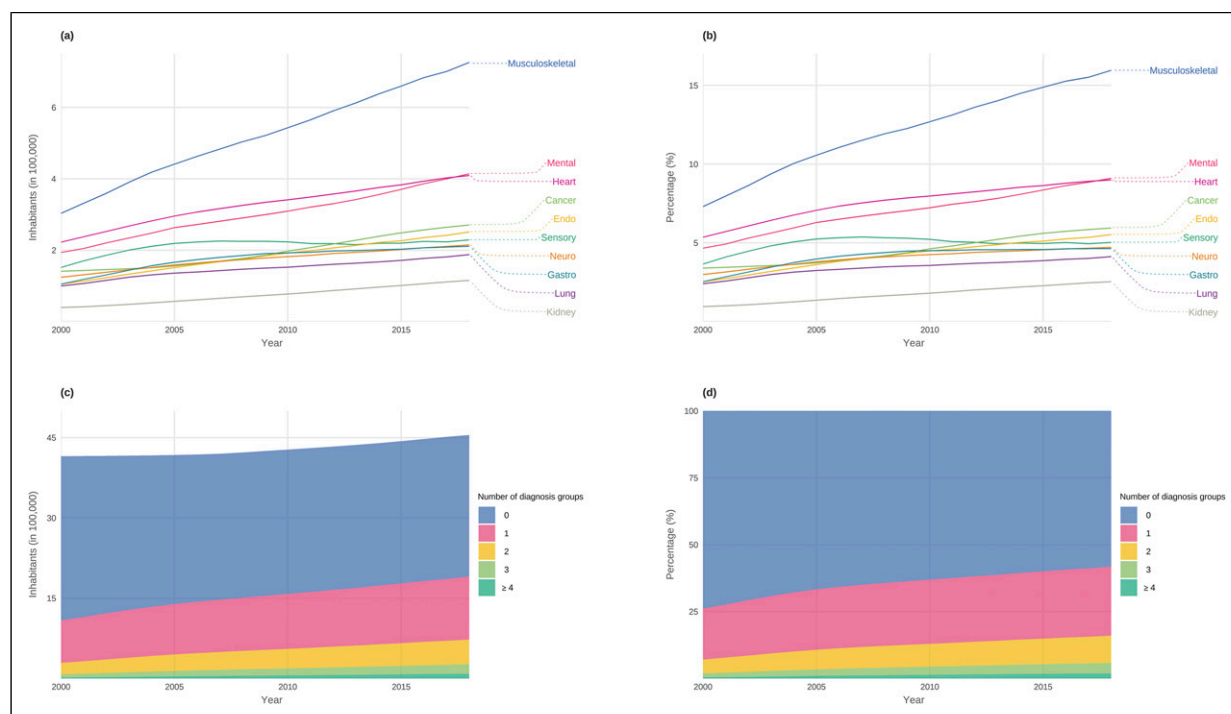 (a)
Inhabitants (in 100,000)
6
4
2
2000
2005
2010
2015
Year
Musculoskeletal
Mental
Heart
Cancer
Endo
Sensory
Neuro
Gastro
Lung
Kidney
(b)
Percentage (%)
15
10
5
2000
2005
2010
2015
Year
Musculoskeletal
Mental
Heart
Cancer
Endo
Sensory
Neuro
Gastro
Lung
Kidney
(c)
Inhabitants (in 100,000)
45
30
15
2000
2005
2010
2015
Year
Number of diagnosis groups
0
1
2
3
≥ 4
(d)
Percentage (%)
100
75
50
25
2000
2005
2010
2015
Year
Number of diagnosis groups
0
1
2
3
≥ 4